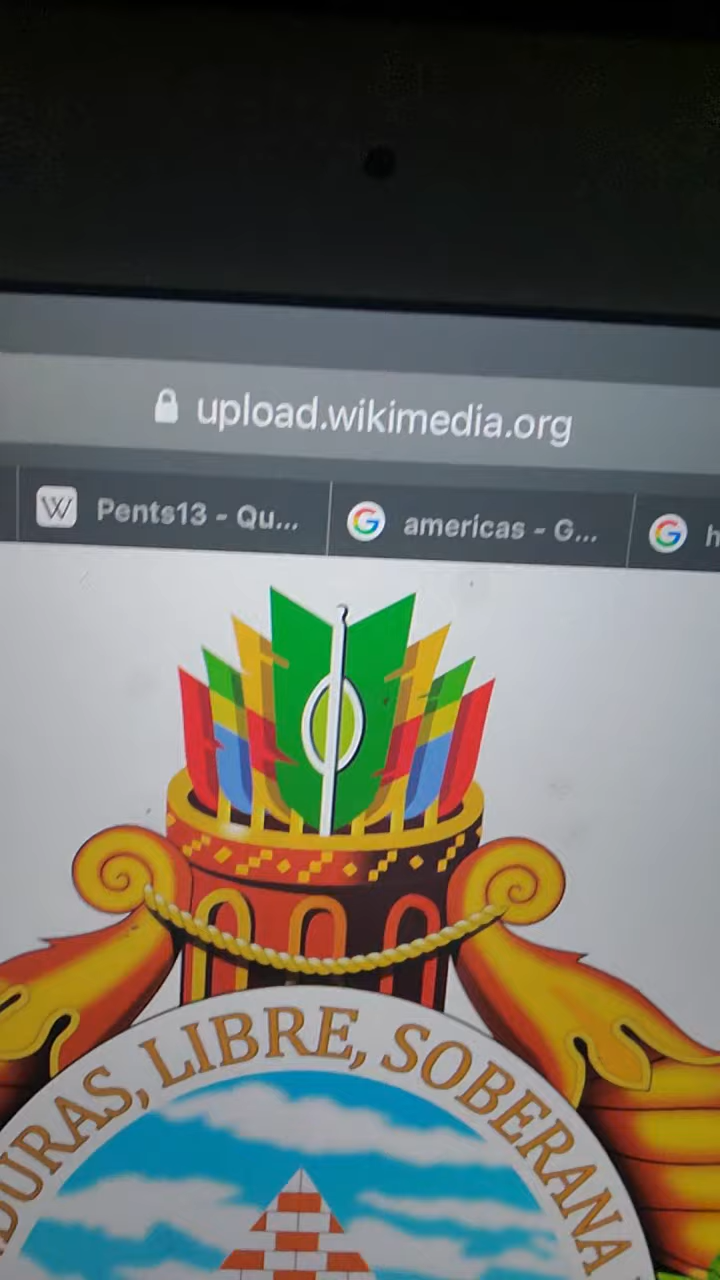 upload.wikimedia.org
W Pents13 - Qu... G americas - G... G h
DURAS, LIBRE, SOBERANA